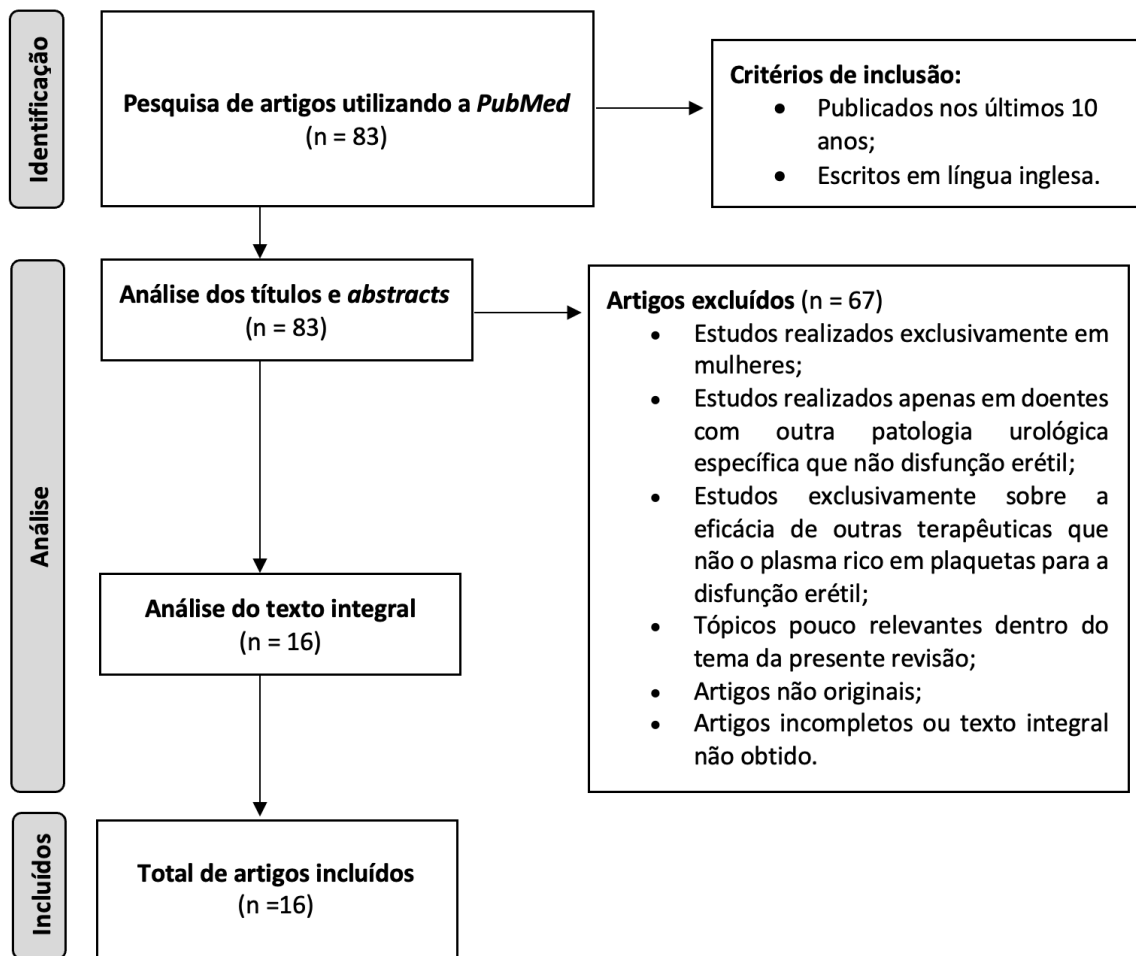 Identificação
Pesquisa de artigos utilizando a PubMed
(n = 83)
Critérios de inclusão:
• Publicados nos últimos 10
anos;
• Escritos em língua inglesa.
Análise
Análise dos títulos e abstracts
(n = 83)
Artigos excluídos (n = 67)
• Estudos realizados exclusivamente em
mulheres;
• Estudos realizados apenas em doentes
com outra patologia urológica
específica que não disfunção erétil;
• Estudos exclusivamente sobre a
eficácia de outras terapêuticas que
não o plasma rico em plaquetas para a
disfunção erétil;
• Tópicos pouco relevantes dentro do
tema da presente revisão;
• Artigos não originais;
• Artigos incompletos ou texto integral
não obtido.
Análise do texto integral
(n = 16)
Incluídos
Total de artigos incluídos
(n =16)